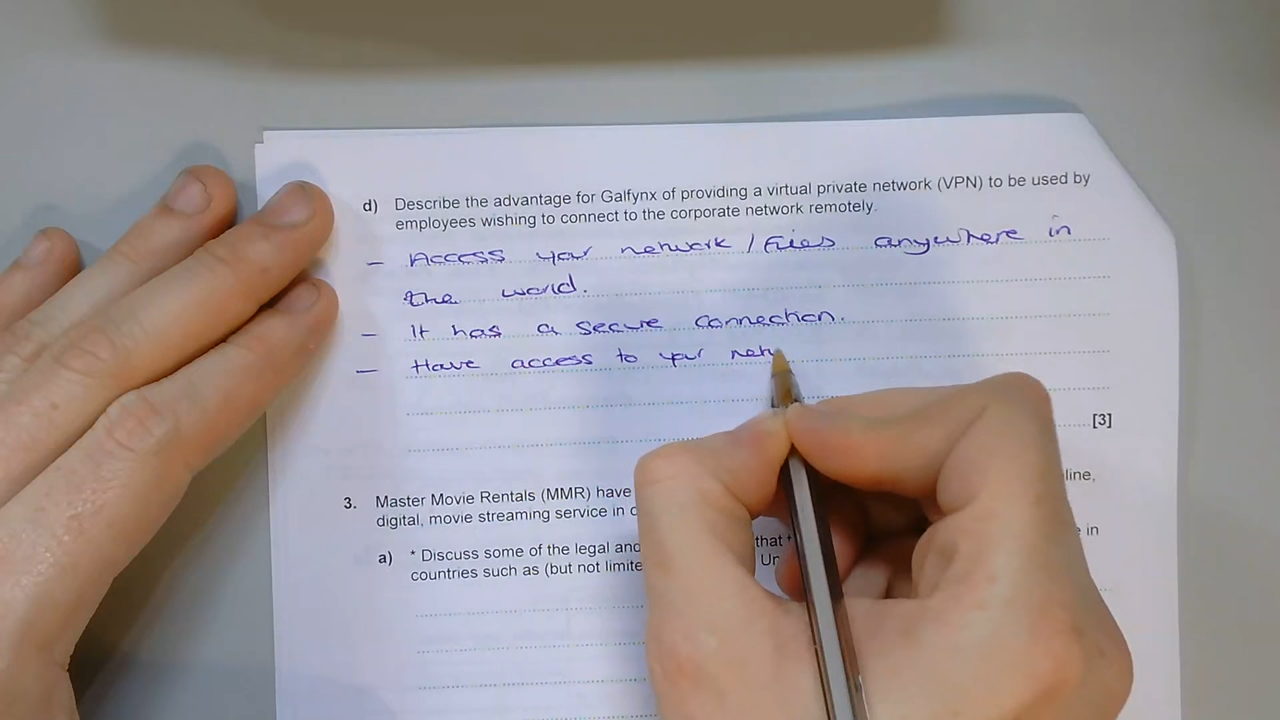 d) Describe the advantage for Galfynx of providing a virtual private network (VPN) to be used by
employees wishing to connect to the corporate network remotely.
- Access your network / Files anywhere in
the world.
- It has a secure connection.
- Have access to your netw
[3]
3. Master Movie Rentals (MMR) have line,
digital, movie streaming service in
a) * Discuss some of the legal and that in
countries such as (but not limite